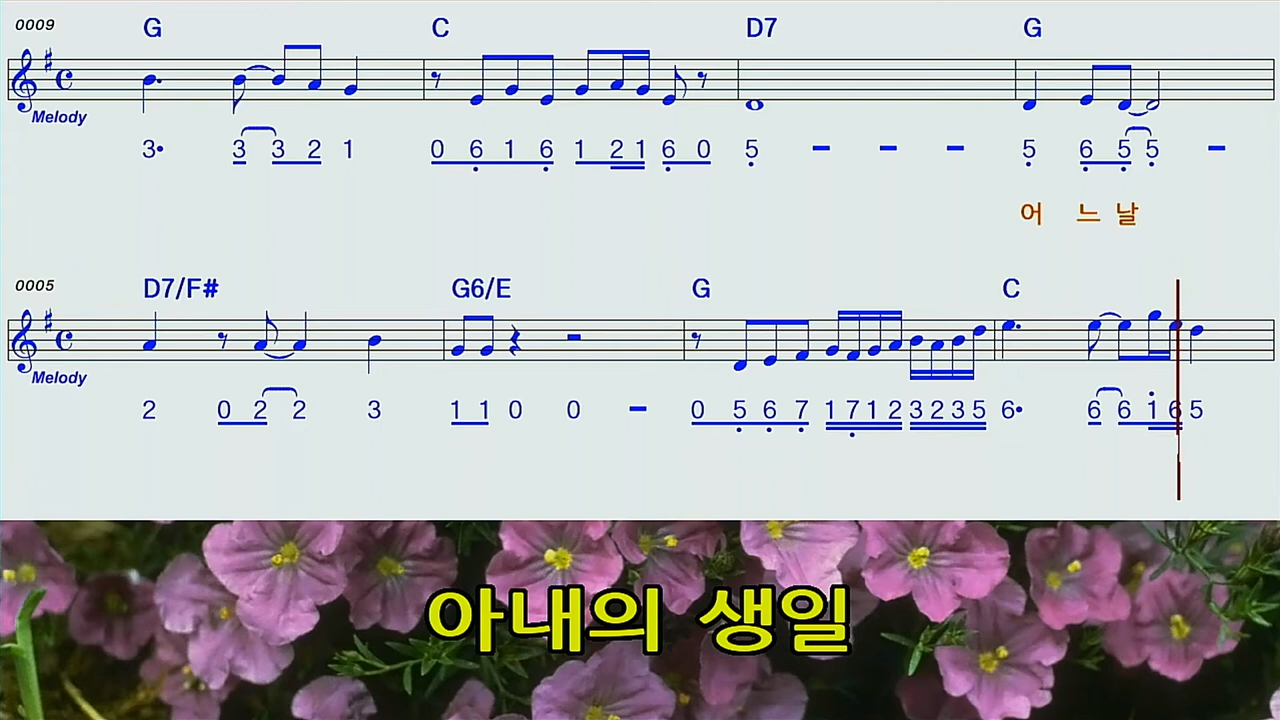 0009
G C D7 G
Melody
3• 3 3 2 1 0 6 1 6 1 2 1 6 0 5 - - - 5 6 5 5 -
어 느 날
0005
D7/F# G6/E G C
Melody
2 0 2 2 3 1 1 0 0 - 0 5 6 7 1 7 1 2 3 2 3 5 6• 6 6 1 6 5
아내의 생일